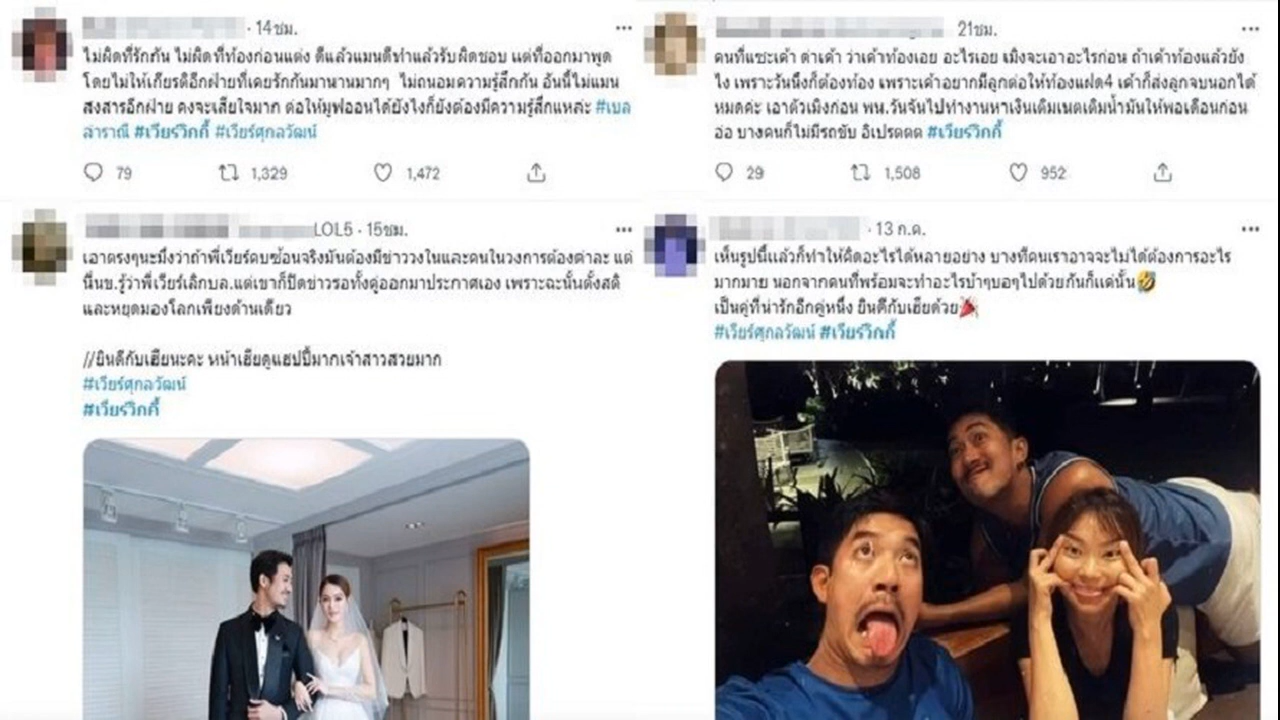 · 14ชม.
ไม่ผิดที่รักกัน ไม่ผิดที่ท้องก่อนแต่ง ดีแล้วแมนดีทำแล้วรับผิดชอบ แต่ที่ออกมาพูด
โดยไม่ให้เกียรติอีกฝ่ายที่เคยรักกันมานานมากๆ ไม่ถนอมความรู้สึกกัน อันนี้ไม่แมน
สงสารอีกฝ่าย คงจะเสียใจมาก ต่อให้มูฟออนได้ยังไงก็ยังต้องมีความรู้สึกแหล่ะ #เบล
ลาราณี #เวียร์วิกกี้ #เวียร์ศุกลวัฒน์
79 1,329 1,472
21ชม.
คนที่แซะเค้า ด่าเค้า ว่าเค้าท้องเอย อะไรเอย เมิงจะเอาอะไรก่อน ถ้าเค้าท้องแล้วยัง
ไง เพราะวันนึงก็ต้องท้อง เพราะเค้าอยากมีลูกต่อให้ท้องแฝด4 เค้าก็ส่งลูกจบนอกได้
หมดค่ะ เอาตัวเมิงก่อน พน.วันจันไปทำงานหาเงินเติมเนตเติมน้ำมันให้พอเดือนก่อน
อ่อ บางคนก็ไม่มีรถขับ อิเปรตตต #เวียร์วิกกี้
29 1,508 952
LOL5 · 15ชม.
เอาตรงๆนะมึงว่าถ้าพี่เวียร์คบซ้อนจริงมันต้องมีข่าววงในและคนในวงการต้องด่าละ แต่
นี่นข.รู้ว่าพี่เวียร์เลิกบล.แต่เขาก็ปิดข่าวรอทั้งคู่ออกมาประกาศเอง เพราะฉะนั้นตั้งสติ
และหยุดมองโลกเพียงด้านเดียว
//ยินดีกับเฮียนะคะ หน้าเฮียดูแฮปปี้มากเจ้าสาวสวยมาก
#เวียร์ศุกลวัฒน์
#เวียร์วิกกี้
· 13 ก.ค.
เห็นรูปนี้แล้วก็ทำให้คิดอะไรได้หลายอย่าง บางทีคนเราอาจจะไม่ได้ต้องการอะไร
มากมาย นอกจากคนที่พร้อมจะทำอะไรบ้าๆบอๆไปด้วยกันก็แค่นั้น🤣
เป็นคู่ที่น่ารักอีกคู่หนึ่ง ยินดีกับเฮียด้วย🎉
#เวียร์ศุกลวัฒน์ #เวียร์วิกกี้